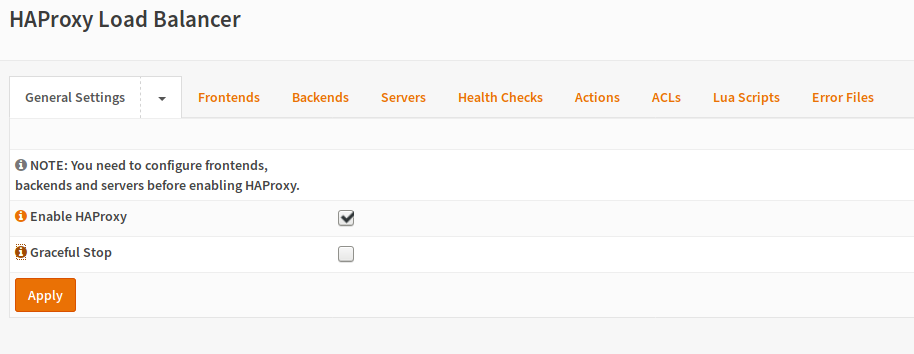 HAProxy Load Balancer
General Settings Frontends Backends Servers Health Checks Actions ACLs Lua Scripts Error Files
NOTE: You need to configure frontends,
backends and servers before enabling HAProxy.
Enable HAProxy
Graceful Stop
Apply